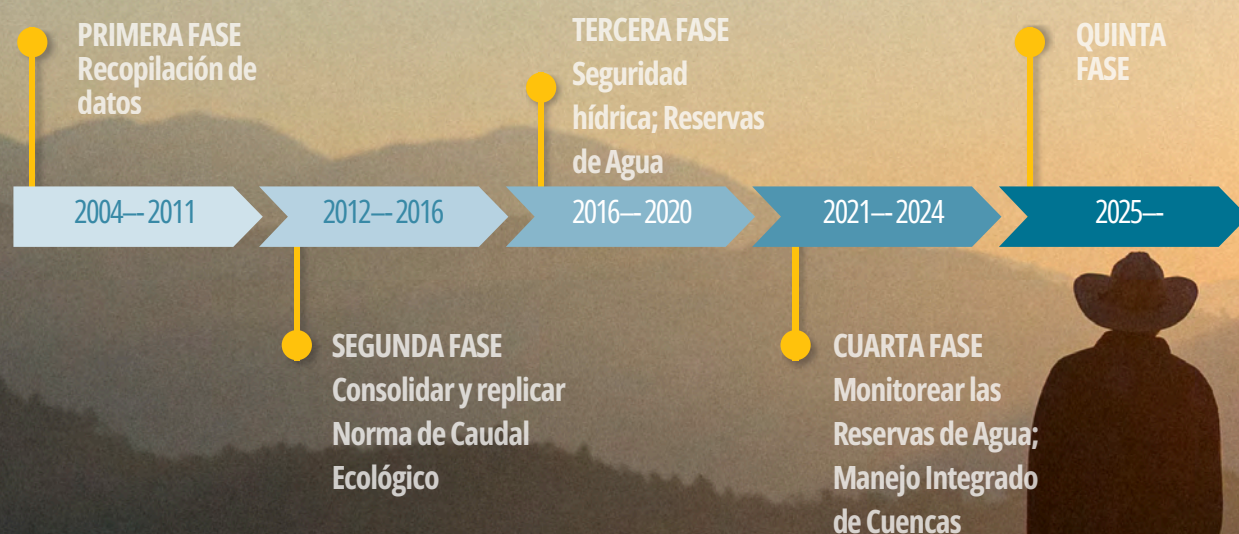 PRIMERA FASE
Recopilación de
datos
TERCERA FASE
Seguridad
hídrica; Reservas
de Agua
QUINTA
FASE
2004—2011
2012—2016
2016—2020
2021—2024
2025—
SEGUNDA FASE
Consolidar y replicar
Norma de Caudal
Ecológico
CUARTA FASE
Monitorear las
Reservas de Agua;
Manejo Integrado
de Cuencas